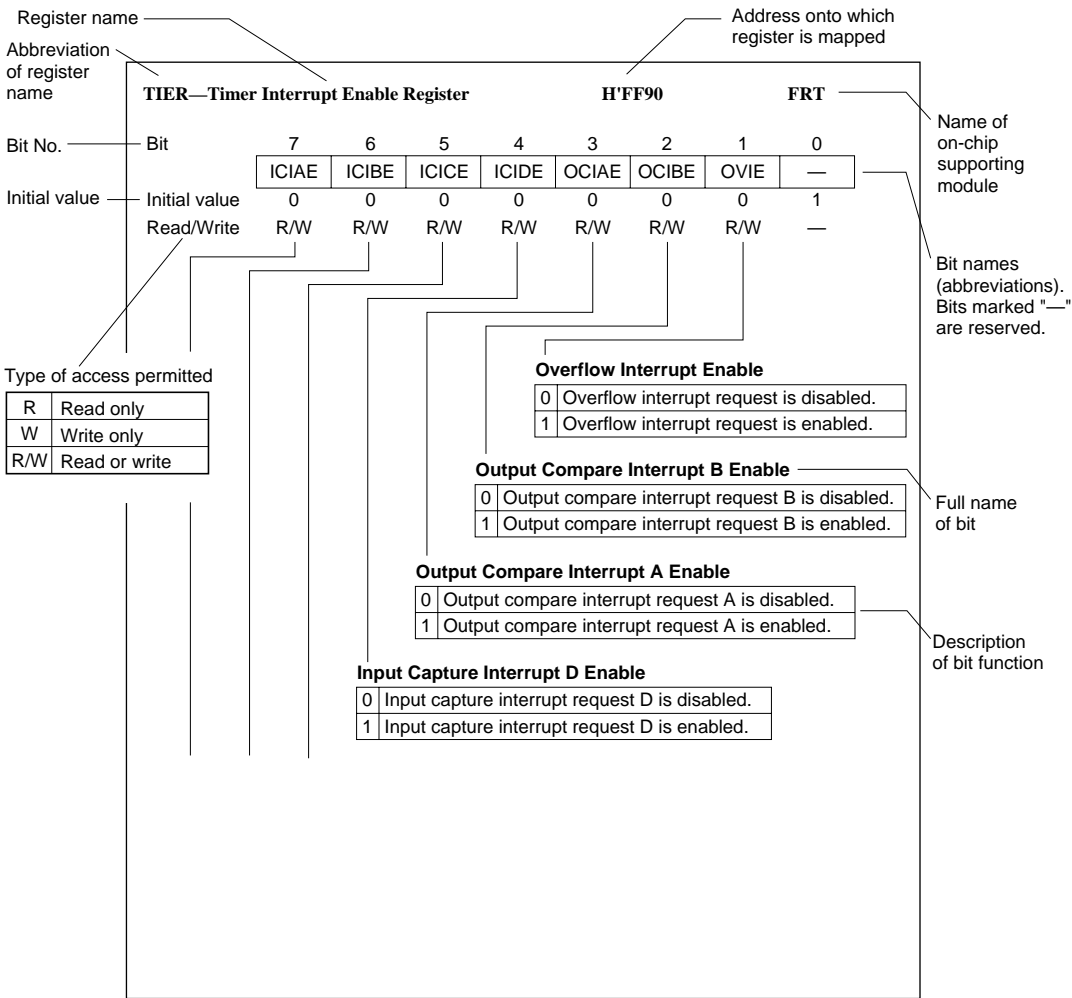 Register name
Address onto which
register is mapped
Abbreviation
of register
name
TIER—Timer Interrupt Enable Register H'FF90 FRT
Name of
on-chip
supporting
module
Bit No.
Bit 7 6 5 4 3 2 1 0
ICIAE ICIBE ICICE ICIDE OCIAE OCIBE OVIE —
Initial value
Initial value 0 0 0 0 0 0 0 1
Read/Write R/W R/W R/W R/W R/W R/W R/W —
Bit names
(abbreviations).
Bits marked "—"
are reserved.
Type of access permitted
R Read only
W Write only
R/W Read or write
Overflow Interrupt Enable
0 Overflow interrupt request is disabled.
1 Overflow interrupt request is enabled.
Output Compare Interrupt B Enable
0 Output compare interrupt request B is disabled.
1 Output compare interrupt request B is enabled.
Full name
of bit
Output Compare Interrupt A Enable
0 Output compare interrupt request A is disabled.
1 Output compare interrupt request A is enabled.
Description
of bit function
Input Capture Interrupt D Enable
0 Input capture interrupt request D is disabled.
1 Input capture interrupt request D is enabled.